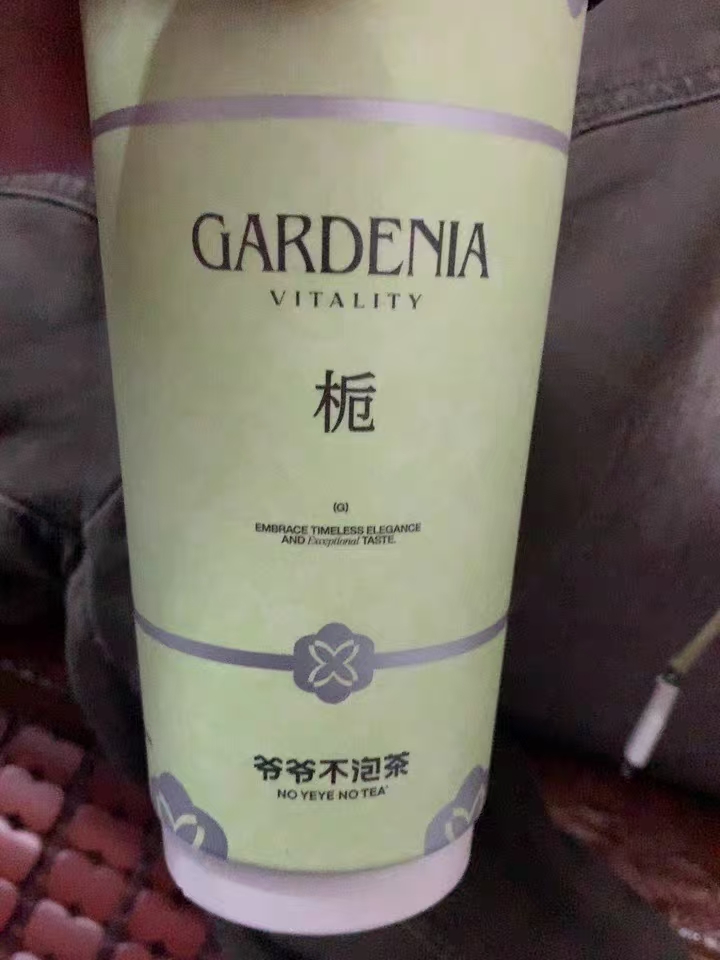 GARDENIA
VITALITY
栀
(G)
EMBRACE TIMELESS ELEGANCE
AND Exceptional TASTE.
爷爷不泡茶
NO YEYE NO TEA